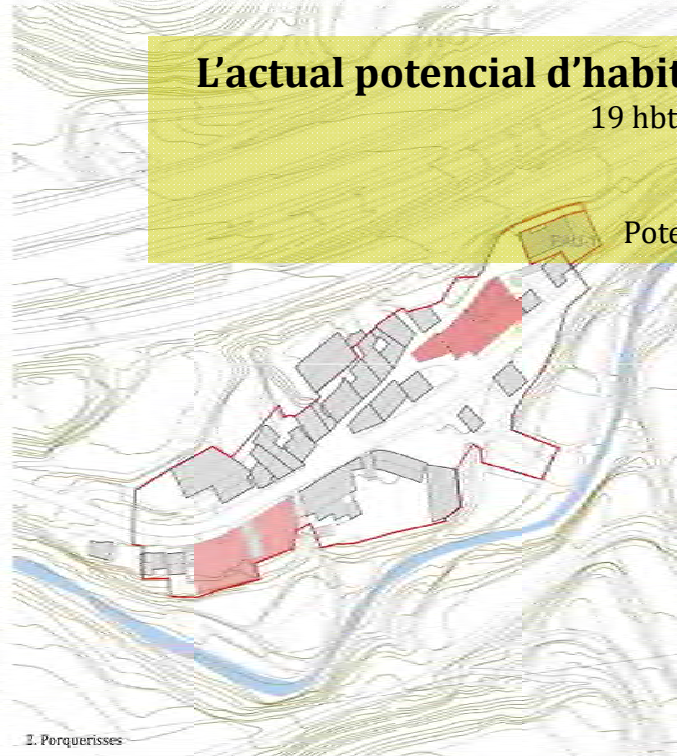 L'actual potencial d'habit
19 hbt
Pote
2. Porquerisses